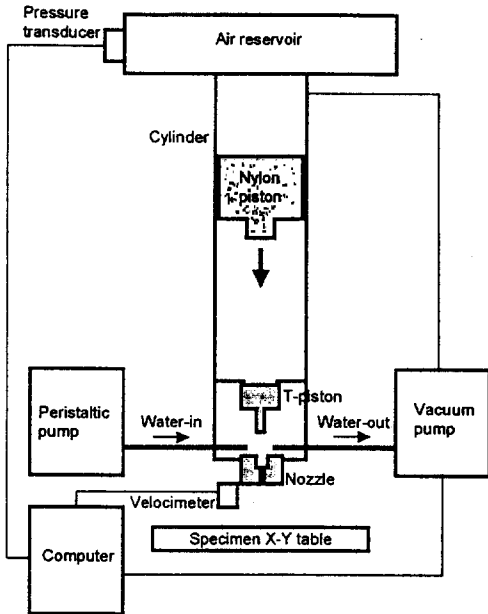 Pressure
transducer
Air reservoir
Cylinder
Nylon
piston
T-piston
Peristaltic
pump
Water-in
Water-out
Vacuum
pump
Nozzle
Velocimeter
Computer
Specimen X-Y table